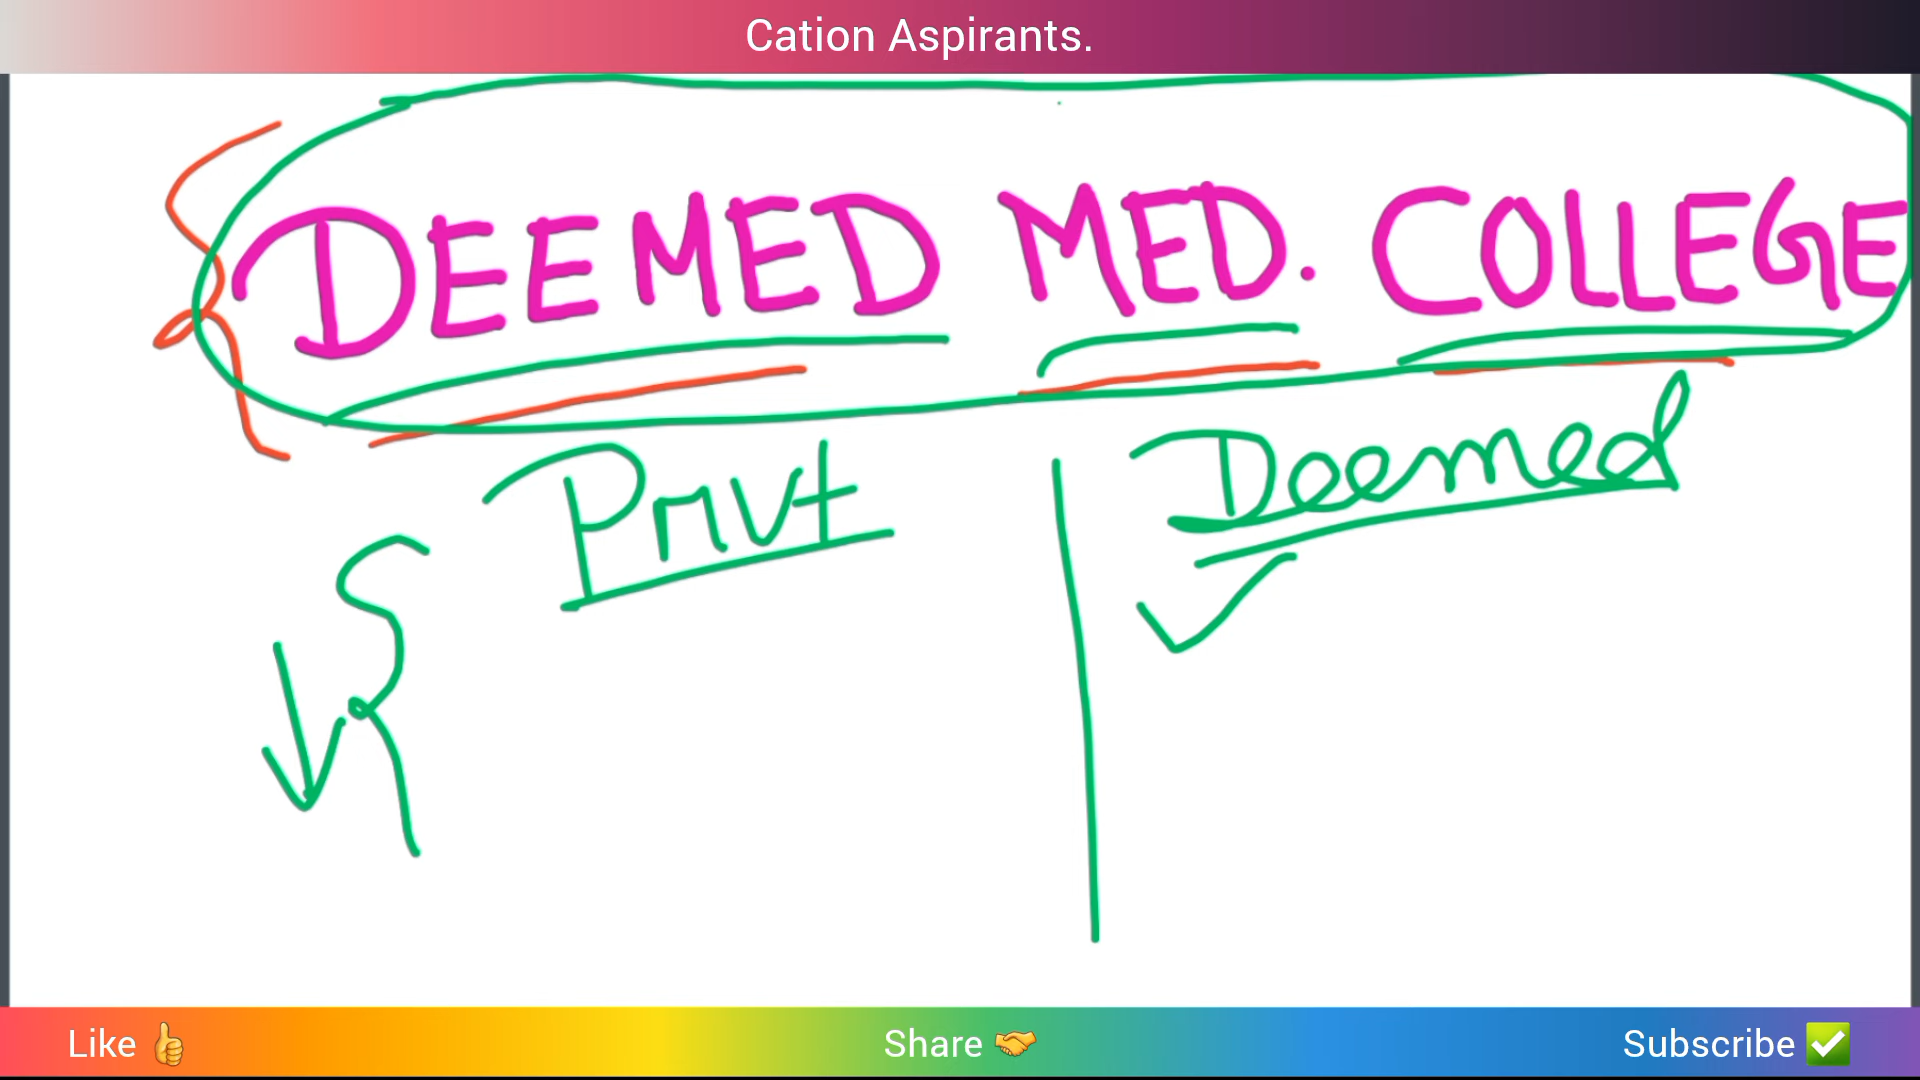 Cation Aspirants.
DEEMED MED. COLLEGE
Prvt
Deemed
Like 👍
Share 🤝
Subscribe ✅